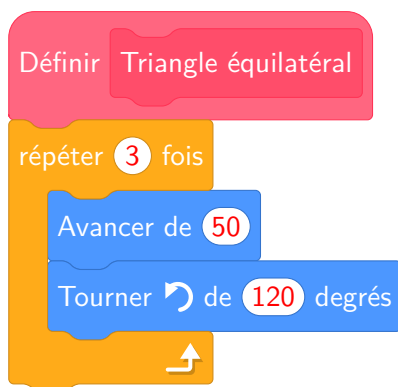 Définir Triangle équilatéral
répéter 3 fois
Avancer de 50
Tourner de 120 degrés